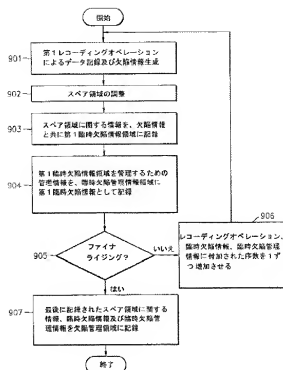 開始
901
第1レコーディングオペレーション
によるデータ記録及び欠陥情報生成
902
スペア領域の調整
903
スペア領域に関する情報を、欠陥情報
と共に第1臨時欠陥情報領域に記録
904
第1臨時欠陥情報領域を管理するための
管理情報を、臨時欠陥管理情報領域に
第1臨時欠陥情報として記録
905
ファイナ
ライジング?
いいえ
906
レコーディングオペレーション、
臨時欠陥情報、臨時欠陥管理
情報に付加された序数を1ず
つ増加させる
はい
907
最後に記録されたスペア領域に関する
情報、臨時欠陥情報及び臨時欠陥管
理情報を欠陥管理領域に記録
終了